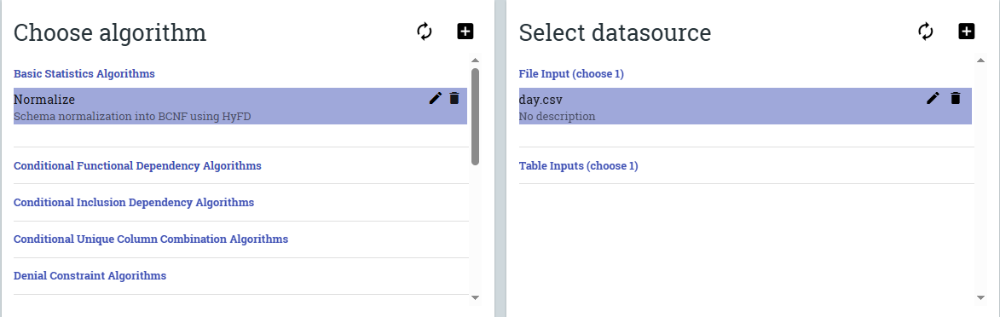 Choose algorithm
Basic Statistics Algorithms
Normalize
Schema normalization into BCNF using HyFD
Conditional Functional Dependency Algorithms
Conditional Inclusion Dependency Algorithms
Conditional Unique Column Combination Algorithms
Denial Constraint Algorithms
Select datasource
File Input (choose 1)
day.csv
No description
Table Inputs (choose 1)